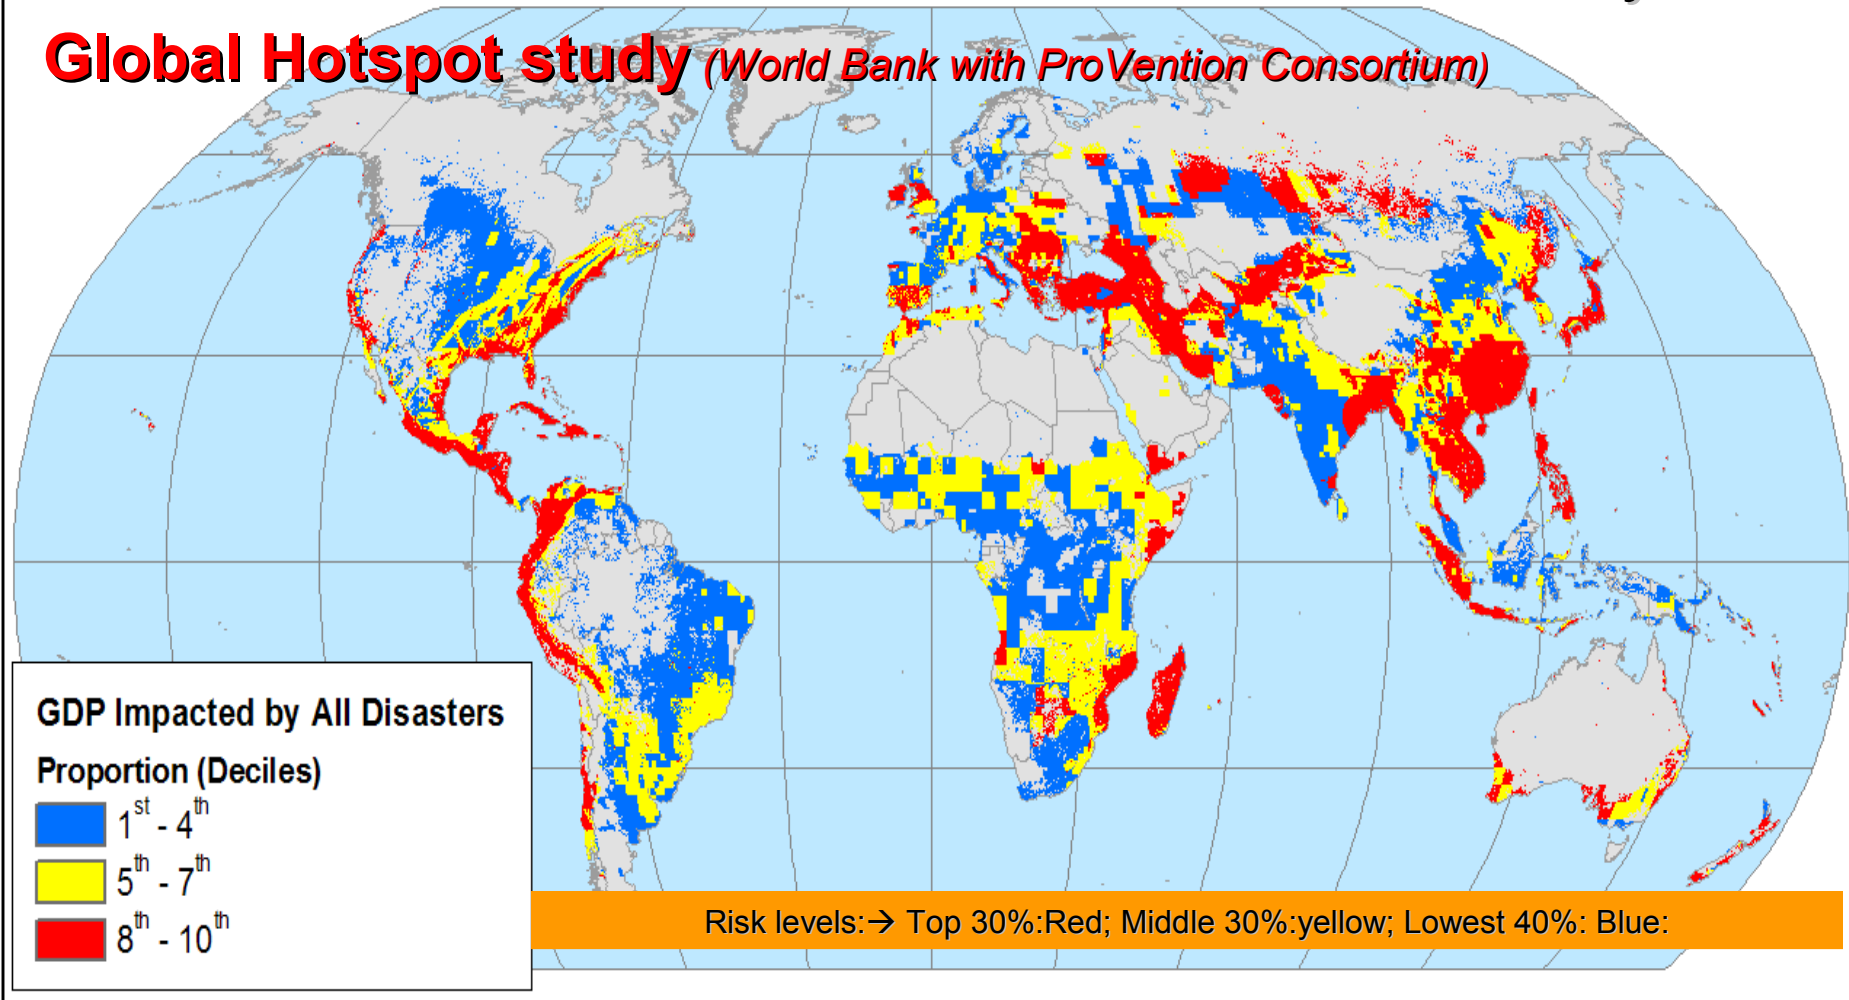 Global Hotspot study (World Bank with ProVention Consortium)
GDP Impacted by All Disasters
Proportion (Deciles)
1st - 4th
5th - 7th
8th - 10th
Risk levels:→ Top 30%:Red; Middle 30%:yellow; Lowest 40%: Blue: